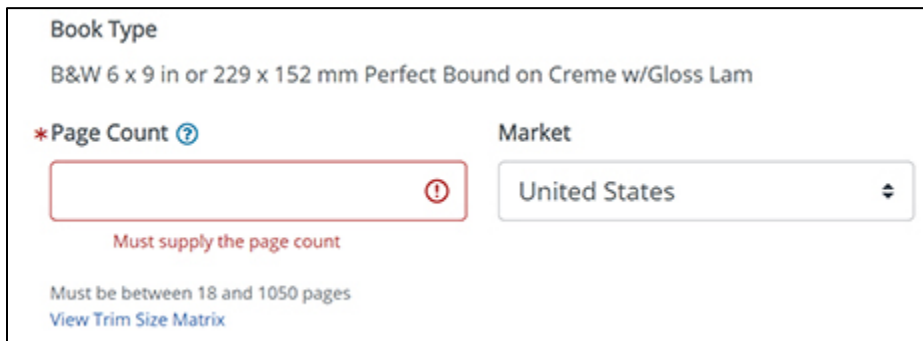 Book Type
B&W 6 x 9 in or 229 x 152 mm Perfect Bound on Creme w/Gloss Lam
*Page Count ?
Market
!
United States
Must supply the page count
Must be between 18 and 1050 pages
View Trim Size Matrix